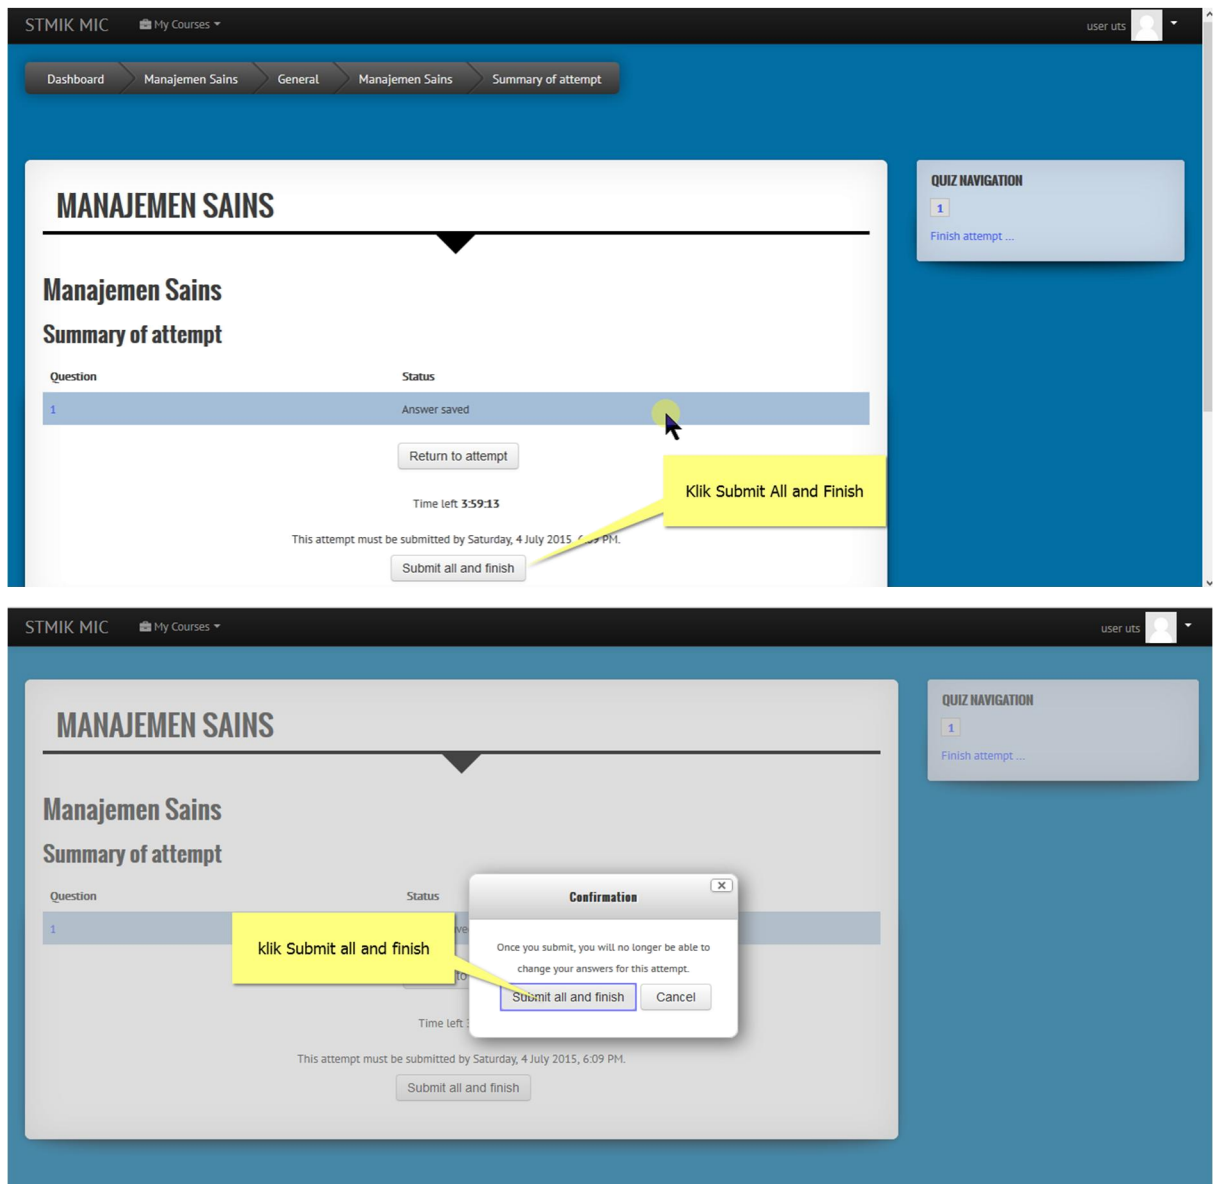 STMIK MIC My Courses user uts
Dashboard Manajemen Sains General Manajemen Sains Summary of attempt
MANAJEMEN SAINS
QUIZ NAVIGATION
1
Finish attempt ...
Manajemen Sains
Summary of attempt
Question Status
1 Answer saved
Return to attempt
Klik Submit All and Finish
Time left 3:59:13
This attempt must be submitted by Saturday, 4 July 2015, PM.
Submit all and finish
STMIK MIC My Courses user uts
MANAJEMEN SAINS
QUIZ NAVIGATION
1
Finish attempt ...
Manajemen Sains
Summary of attempt
Question Status
1
klik Submit all and finish
Confirmation
Once you submit, you will no longer be able to
change your answers for this attempt.
Submit all and finish Cancel
Time left
This attempt must be submitted by Saturday, 4 July 2015, 6:09 PM.
Submit all and finish